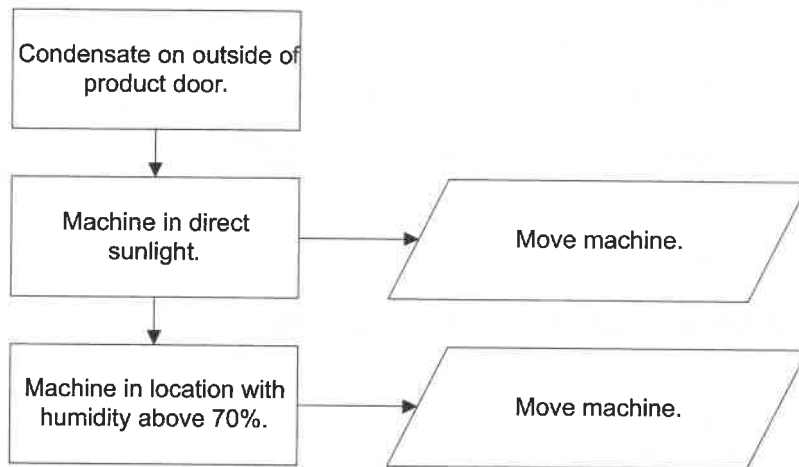 Condensate on outside of
product door.
Machine in direct
sunlight.
Move machine.
Machine in location with
humidity above 70%.
Move machine.